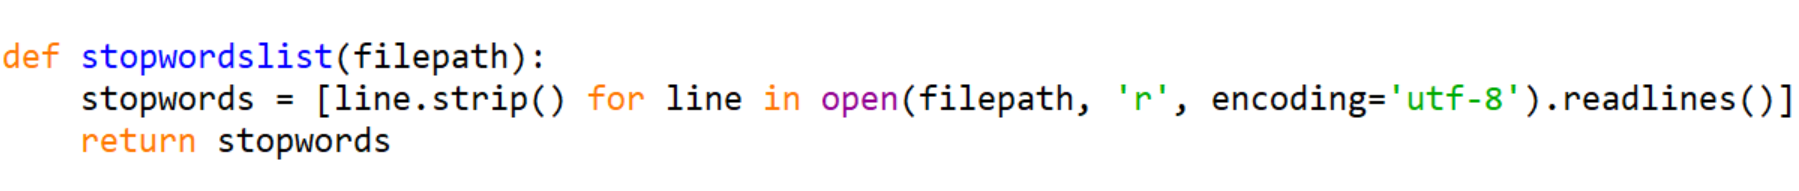 def stopwordslist(filepath):
    stopwords = [line.strip() for line in open(filepath, 'r', encoding='utf-8').readlines()]
    return stopwords